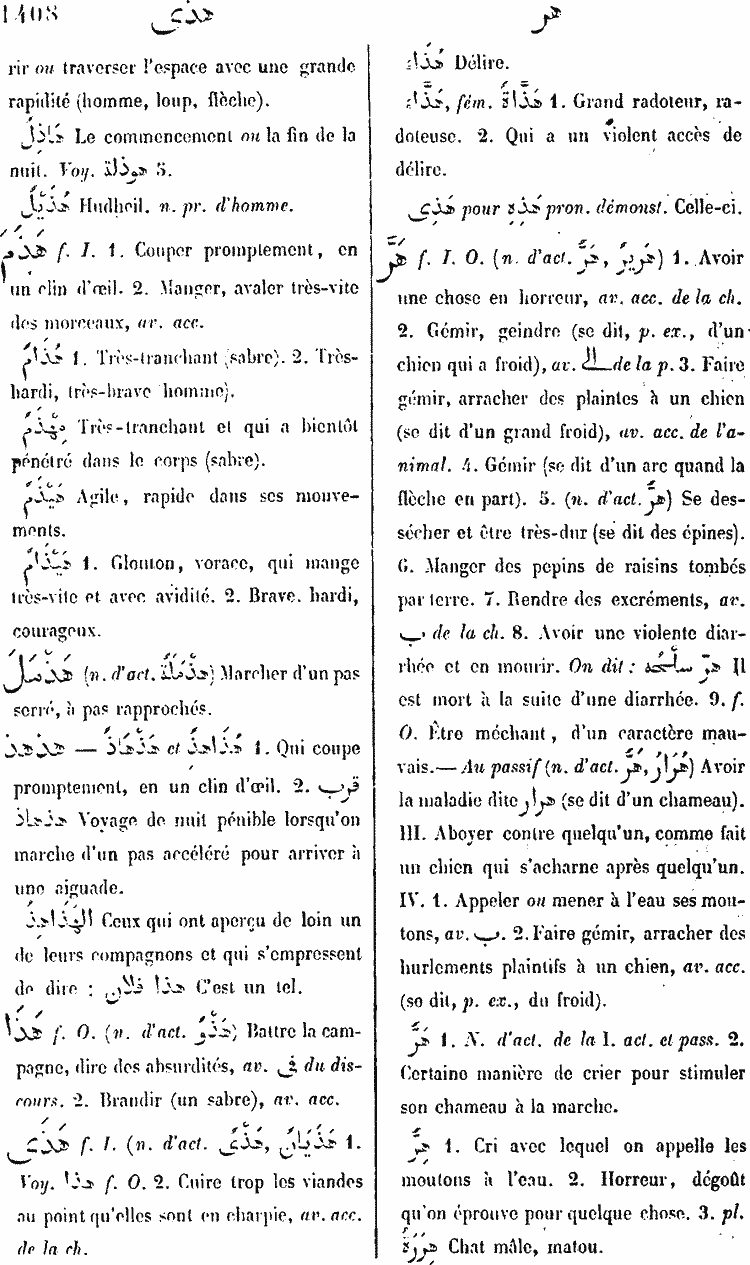 1408
هذى
هر
rir ou traverser l'espace avec une grande
rapidité (homme, loup, flèche).
هَاذِلٌ Le commencement ou la fin de la
nuit. Voy. هوذلة 5.
هُذَيْلٌ Hudheil. n. pr. d'homme.
هَذَمَ f. I. 1. Couper promptement, en
un clin d'œil. 2. Manger, avaler très-vite
des morceaux, av. acc.
هُذَامٌ 1. Très-tranchant (sabre). 2. Très-
hardi, très-brave (homme).
مِهْذَمٌ Très-tranchant et qui a bientôt
pénétré dans le corps (sabre).
هَيْذَمٌ Agile, rapide dans ses mouve-
ments.
هَيْذَامٌ 1. Glouton, vorace, qui mange
très-vite et avec avidité. 2. Brave, hardi,
courageux.
هَذْمَلَ (n. d'act. هَذْمَلَةٌ) Marcher d'un pas
serré, à pas rapprochés.
هذهذ — هَذْهَاذٌ et هُذَاهِذٌ 1. Qui coupe
promptement, en un clin d'œil. 2. قرب
هذهاذ Voyage de nuit pénible lorsqu'on
marche d'un pas accéléré pour arriver à
une aiguade.
الهَذَاهِذُ Ceux qui ont aperçu de loin un
de leurs compagnons et qui s'empressent
de dire : هذا فلان C'est un tel.
هَذَا f. O. (n. d'act. هَذْوٌ) Battre la cam-
pagne, dire des absurdités, av. فى du dis-
cours. 2. Brandir (un sabre), av. acc.
هَذَى f. I. (n. d'act. هَذْىٌ, هَذَيَانٌ) 1.
Voy. هذا f. O. 2. Cuire trop les viandes
au point qu'elles sont en charpie, av. acc.
de la ch.
هُذَاءٌ Délire.
هَذَّاءٌ, fém. هَذَّاءَةٌ 1. Grand radoteur, ra-
doteuse. 2. Qui a un violent accès de
délire.
هٰذِى pour هٰذِهِ pron. démonst. Celle-ci.
هَرَّ f. I. O. (n. d'act. هَرٌّ, هَرِيرٌ) 1. Avoir
une chose en horreur, av. acc. de la ch.
2. Gémir, geindre (se dit, p. ex., d'un
chien qui a froid), av. الى de la p. 3. Faire
gémir, arracher des plaintes à un chien
(se dit d'un grand froid), av. acc. de l'a-
nimal. 4. Gémir (se dit d'un arc quand la
flèche en part). 5. (n. d'act. هَرٌّ) Se des-
sécher et être très-dur (se dit des épines).
6. Manger des pepins de raisins tombés
par terre. 7. Rendre des excréments, av.
ب de la ch. 8. Avoir une violente diar-
rhée et en mourir. On dit : هرّ سلحُه Il
est mort à la suite d'une diarrhée. 9. f.
O. Être méchant, d'un caractère mau-
vais.— Au passif (n. d'act. هُرٌّ, هُرَارٌ) Avoir
la maladie dite هرار (se dit d'un chameau).
III. Aboyer contre quelqu'un, comme fait
un chien qui s'acharne après quelqu'un.
IV. 1. Appeler ou mener à l'eau ses mou-
tons, av. ب. 2. Faire gémir, arracher des
hurlements plaintifs à un chien, av. acc.
(se dit, p. ex., du froid).
هَرٌّ 1. N. d'act. de la I. act. et pass. 2.
Certaine manière de crier pour stimuler
son chameau à la marche.
هِرٌّ 1. Cri avec lequel on appelle les
moutons à l'eau. 2. Horreur, dégoût
qu'on éprouve pour quelque chose. 3. pl.
هِرَرَةٌ Chat mâle, matou.